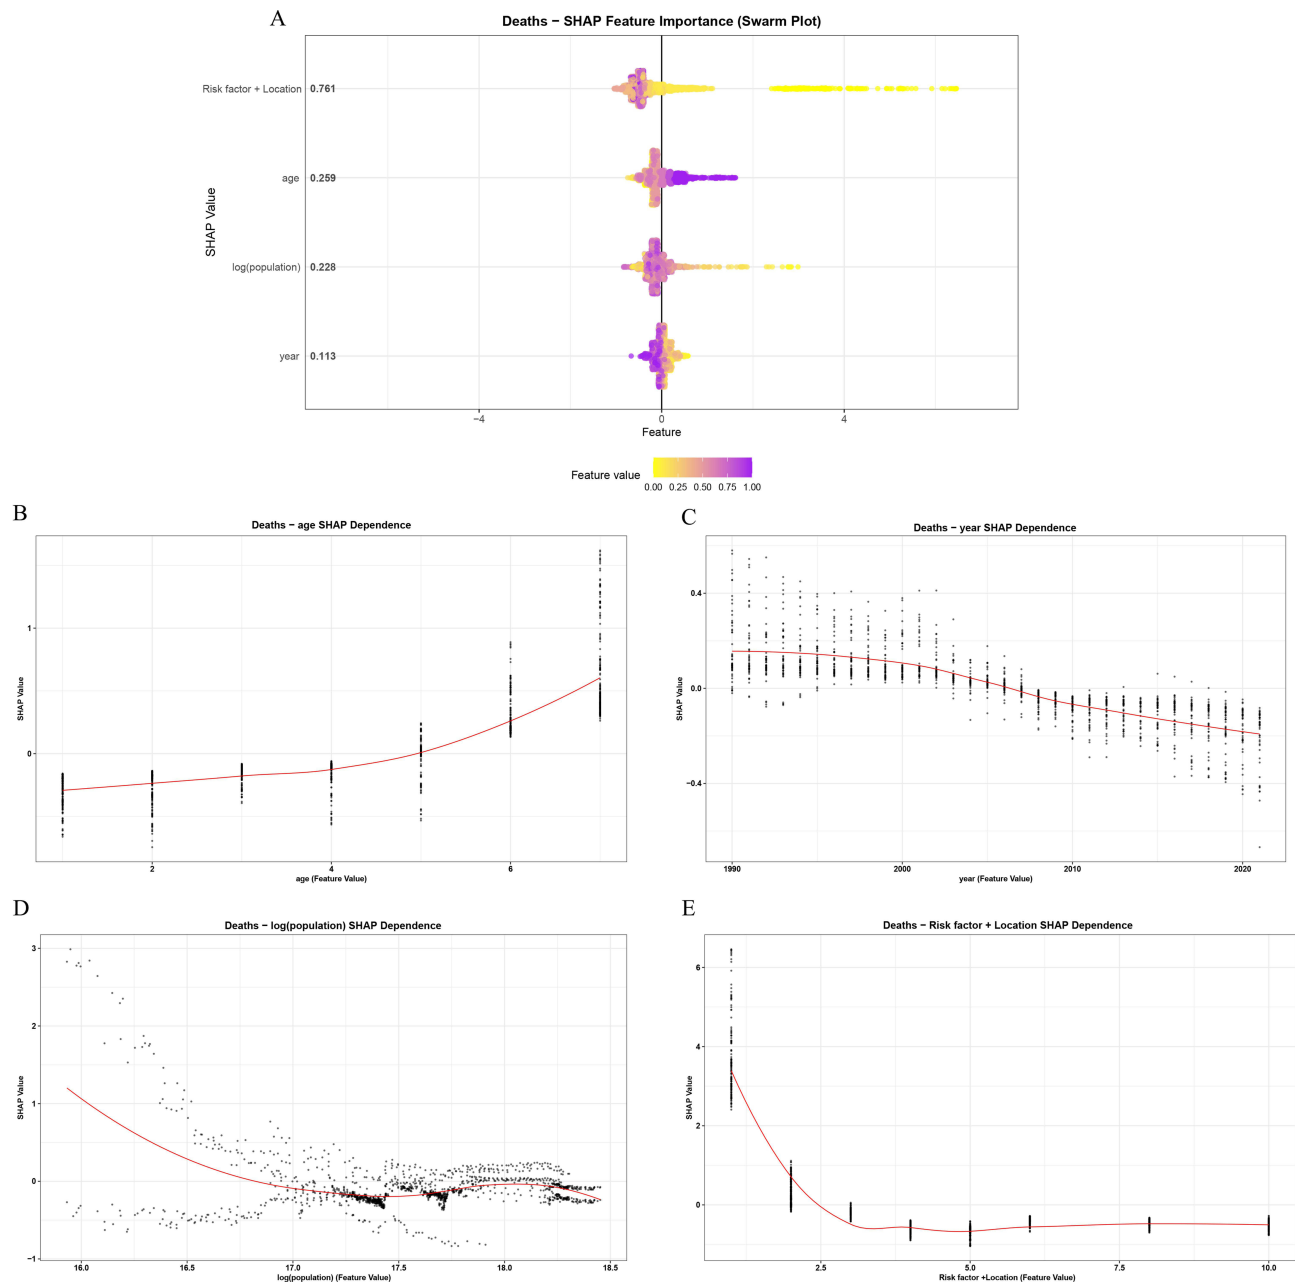 A
Deaths − SHAP Feature Importance (Swarm Plot)
SHAP Value
Risk factor + Location 0.761
age 0.259
log(population) 0.228
year 0.113
−4 0 4
Feature
Feature value
0.00 0.25 0.50 0.75 1.00
B
Deaths − age SHAP Dependence
SHAP Value
1
0
2 4 6
age (Feature Value)
C
Deaths − year SHAP Dependence
SHAP Value
0.4
0.0
−0.4
1990 2000 2010 2020
year (Feature Value)
D
Deaths − log(population) SHAP Dependence
SHAP Value
3
2
1
0
−1
16.0 16.5 17.0 17.5 18.0 18.5
log(population) (Feature Value)
E
Deaths − Risk factor + Location SHAP Dependence
SHAP Value
6
4
2
0
2.5 5.0 7.5 10.0
Risk factor +Location (Feature Value)